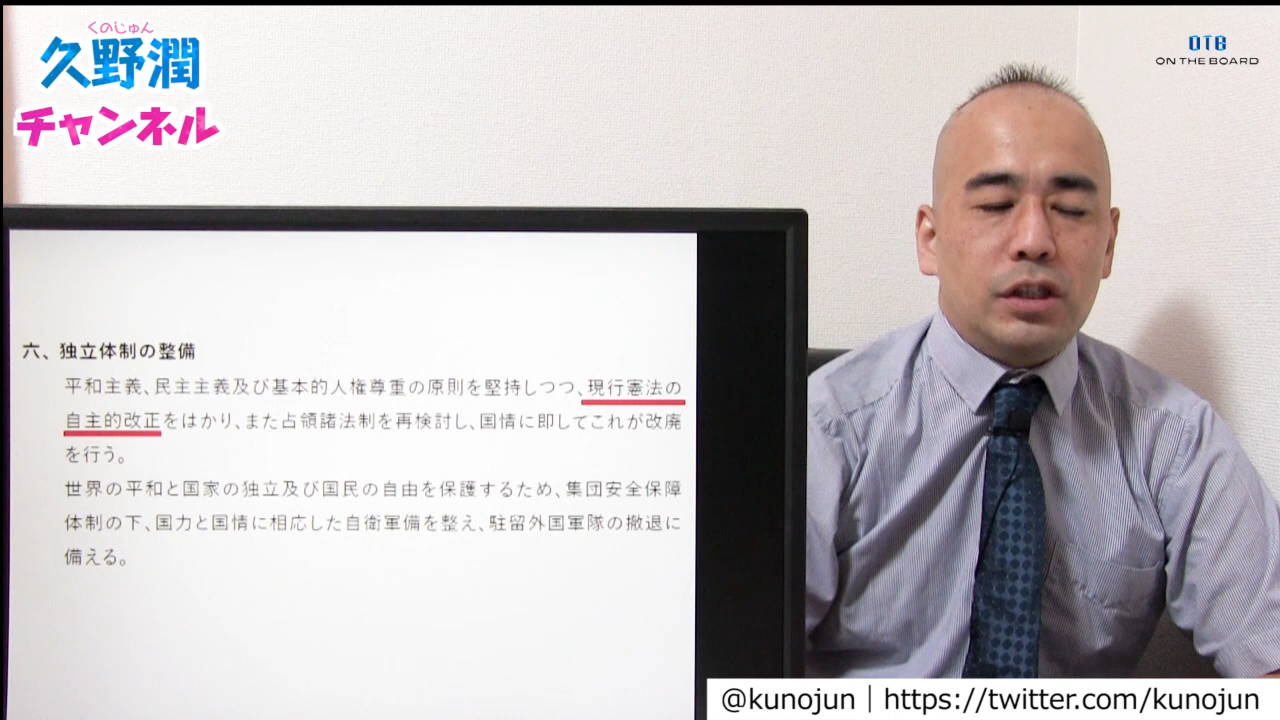 くのじゅん
久野潤
チャンネル
OTB
ON THE BOARD
六、独立体制の整備
平和主義、民主主義及び基本的人権尊重の原則を堅持しつつ、現行憲法の
自主的改正をはかり、また占領諸法制を再検討し、国情に即してこれが改廃
を行う。
世界の平和と国家の独立及び国民の自由を保護するため、集団安全保障
体制の下、国力と国情に相応した自衛軍備を整え、駐留外国軍隊の撤退に
備える。
@kunojun｜https://twitter.com/kunojun